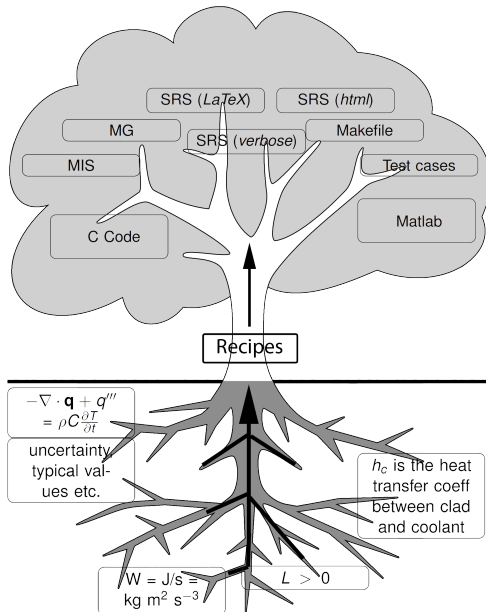 SRS (LaTeX)
SRS (html)
MG
SRS (verbose)
Makefile
MIS
Test cases
C Code
Matlab
Recipes
−∇ · q + q′′′
= ρC ∂T/∂t
uncertainty,
typical val-
ues etc.
h_c is the heat
transfer coeff
between clad
and coolant
W = J/s =
kg m² s⁻³
L > 0